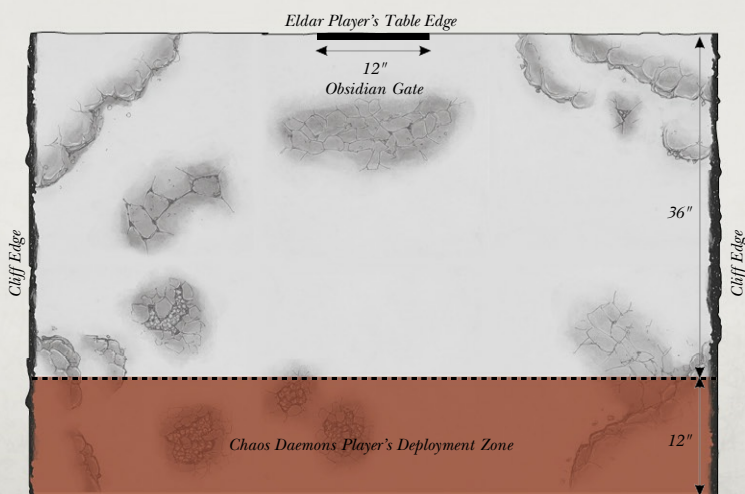 Eldar Player's Table Edge
12"
Obsidian Gate
36"
Cliff Edge
Cliff Edge
Chaos Daemons Player's Deployment Zone
12"